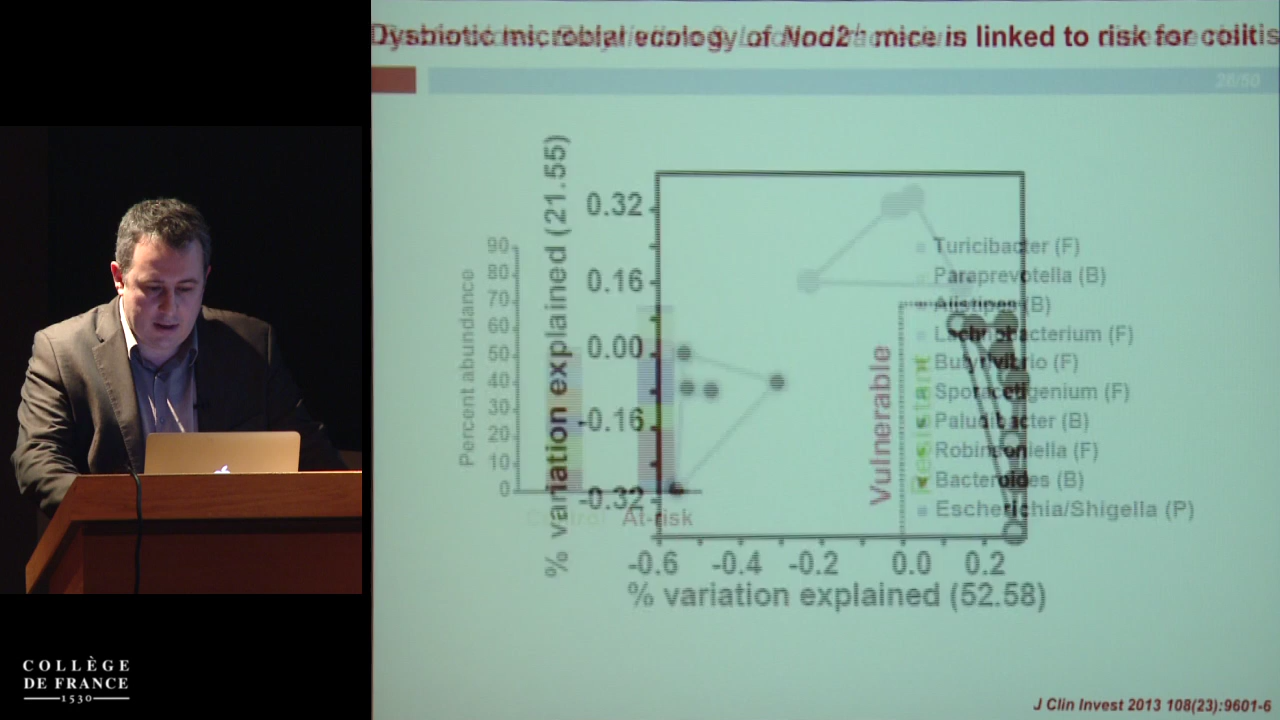 Dysbiotic microbial ecology of Nod2-/- mice is linked to risk for colitis
26/50
% variation explained (21.55)
0.32
0.16
0.00
-0.16
-0.32
-0.6 -0.4 -0.2 0.0 0.2
% variation explained (52.58)
Percent abundance
90
80
70
60
50
40
30
20
10
0
Control At-risk
Vulnerable
Resistant
Turicibacter (F)
Paraprevotella (B)
Alistipes (B)
Lachnobacterium (F)
Butyrivibrio (F)
Sporacetigenium (F)
Paludibacter (B)
Robinsoniella (F)
Bacteroides (B)
Escherichia/Shigella (P)
J Clin Invest 2013 108(23):9601-6
COLLÈGE
DE FRANCE
1530